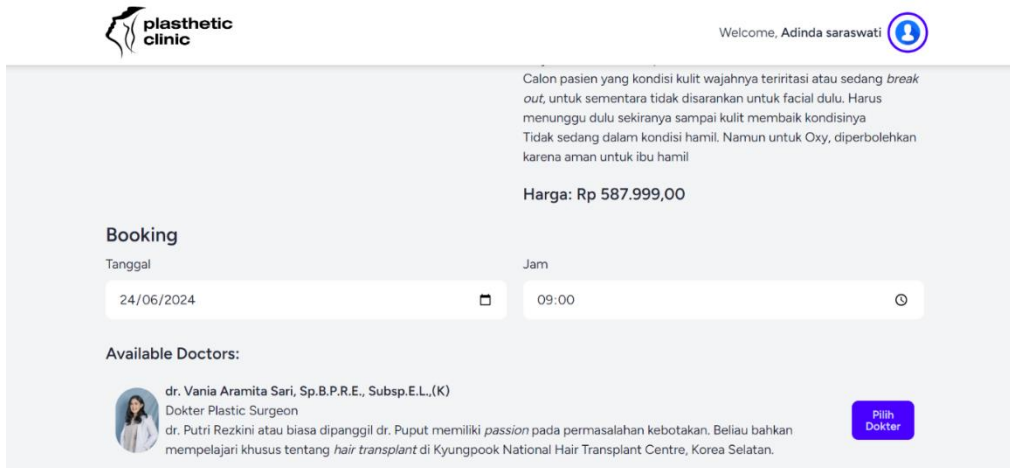 plasthetic
clinic
Welcome, Adinda saraswati
Calon pasien yang kondisi kulit wajahnya teriritasi atau sedang break
out, untuk sementara tidak disarankan untuk facial dulu. Harus
menunggu dulu sekiranya sampai kulit membaik kondisinya
Tidak sedang dalam kondisi hamil. Namun untuk Oxy, diperbolehkan
karena aman untuk ibu hamil
Harga: Rp 587.999,00
Booking
Tanggal
Jam
24/06/2024
09:00
Available Doctors:
dr. Vania Aramita Sari, Sp.B.P.R.E., Subsp.E.L.,(K)
Dokter Plastic Surgeon
dr. Putri Rezkini atau biasa dipanggil dr. Puput memiliki passion pada permasalahan kebotakan. Beliau bahkan
mempelajari khusus tentang hair transplant di Kyungpook National Hair Transplant Centre, Korea Selatan.
Pilih
Dokter